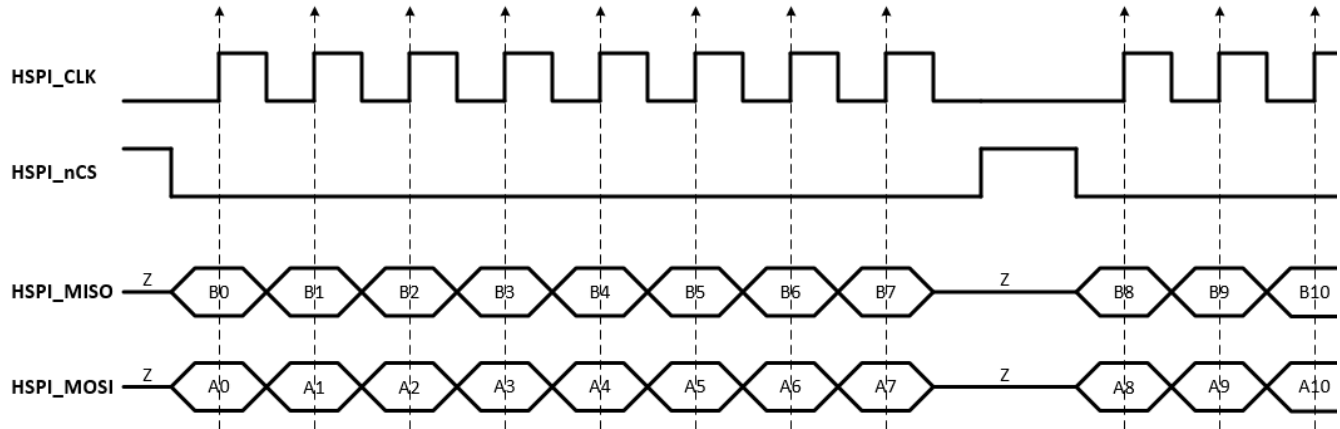 HSPI_CLK
HSPI_nCS
HSPI_MISO Z B0 B1 B2 B3 B4 B5 B6 B7 Z B8 B9 B10
HSPI_MOSI Z A0 A1 A2 A3 A4 A5 A6 A7 Z A8 A9 A10